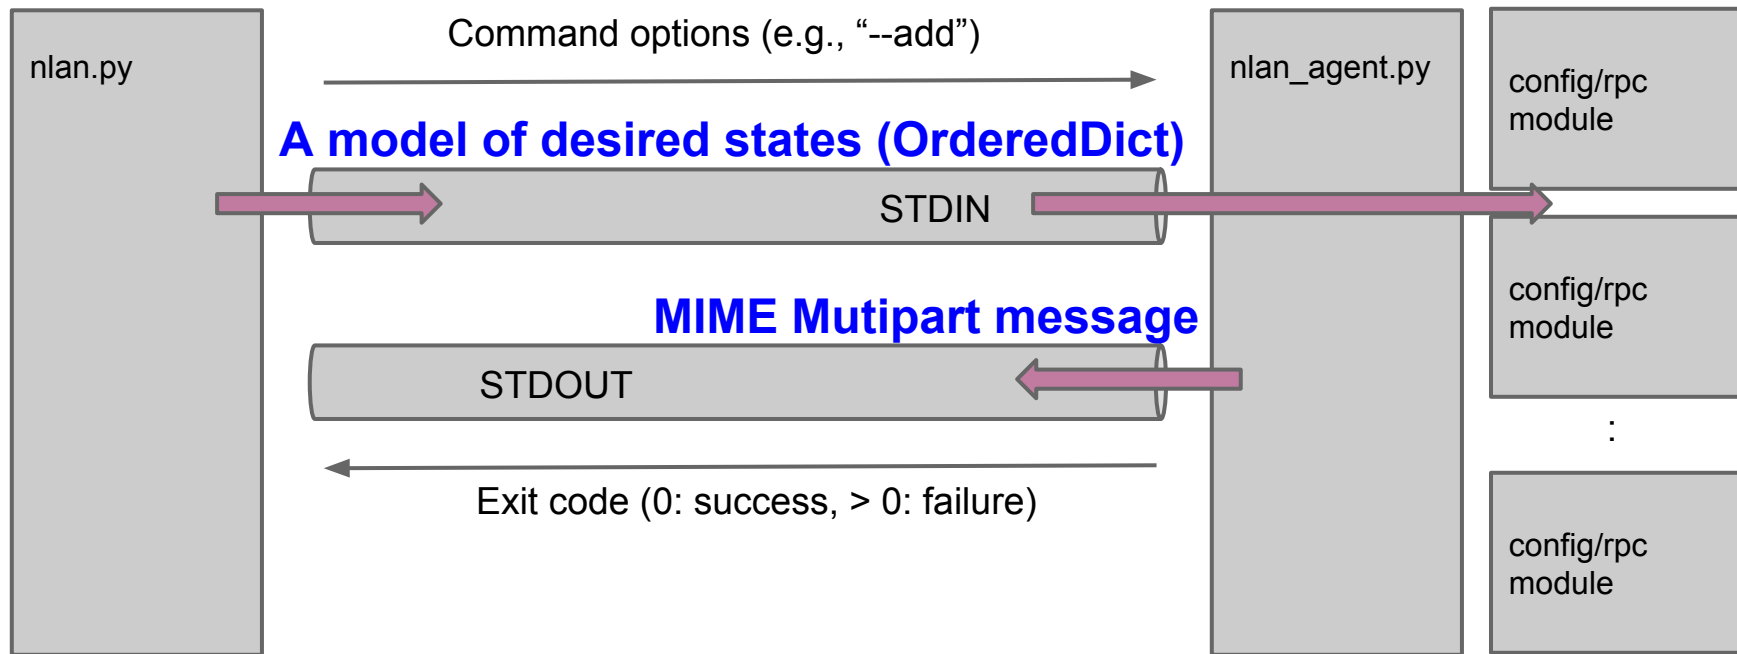 nlan.py
Command options (e.g., “--add”)
A model of desired states (OrderedDict)
STDIN
MIME Mutipart message
STDOUT
Exit code (0: success, > 0: failure)
nlan_agent.py
config/rpc
module
config/rpc
module
:
config/rpc
module